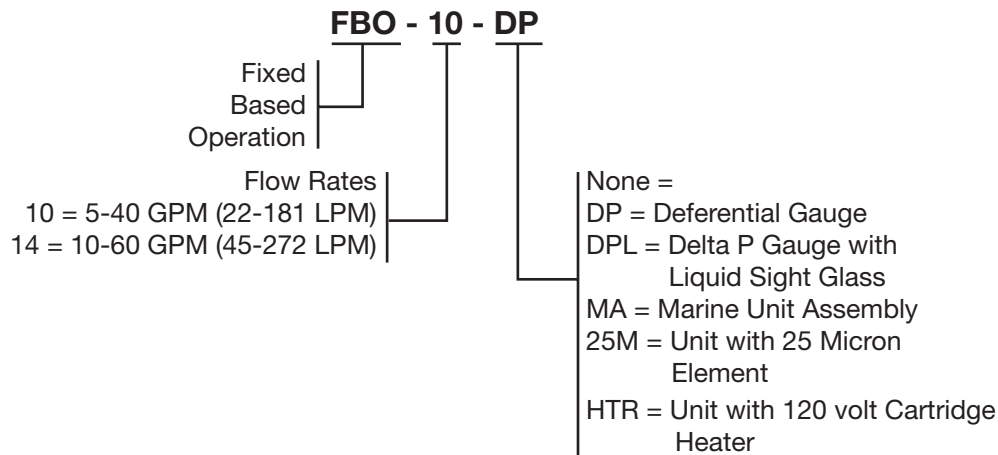 FBO - 10 - DP
Fixed
Based
Operation
Flow Rates
10 = 5-40 GPM (22-181 LPM)
14 = 10-60 GPM (45-272 LPM)
None =
DP = Deferential Gauge
DPL = Delta P Gauge with
Liquid Sight Glass
MA = Marine Unit Assembly
25M = Unit with 25 Micron
Element
HTR = Unit with 120 volt Cartridge
Heater